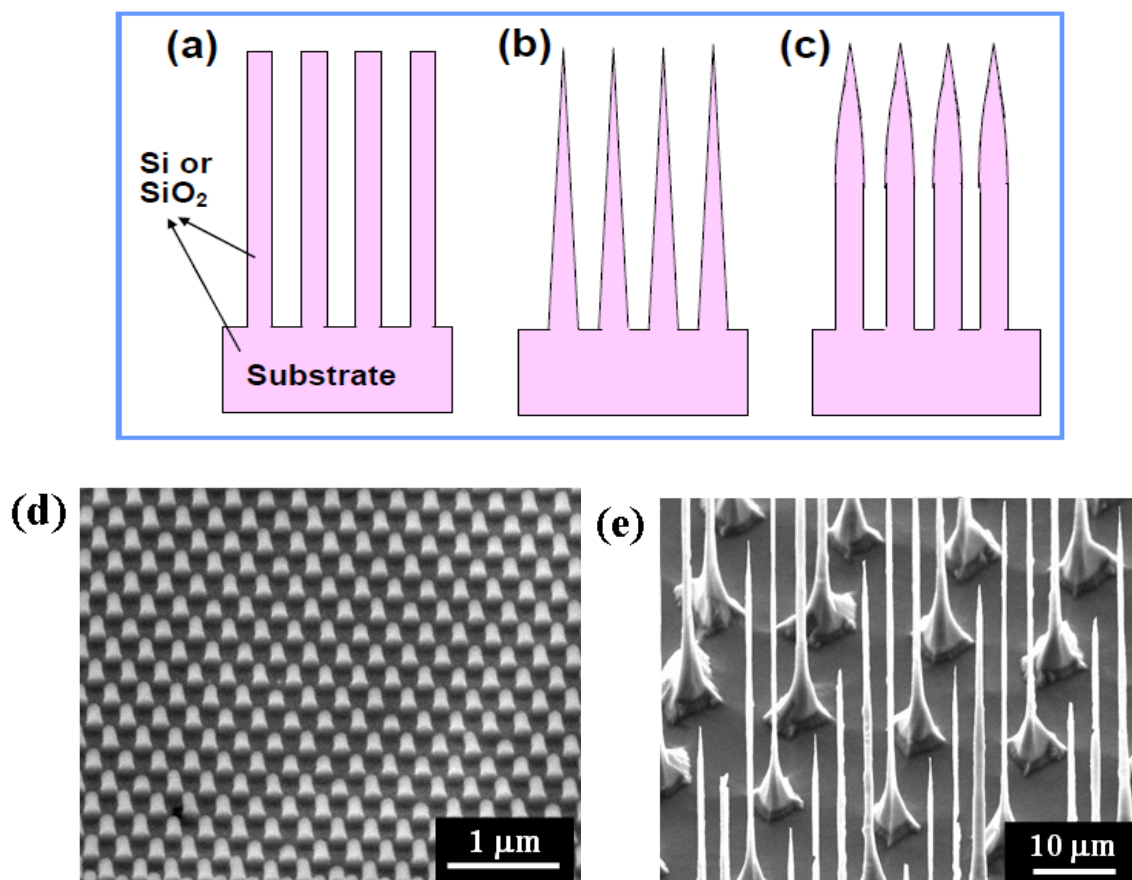 (a)
(b)
(c)
Si or
SiO₂
Substrate
(d)
(e)
1 μm
10 μm